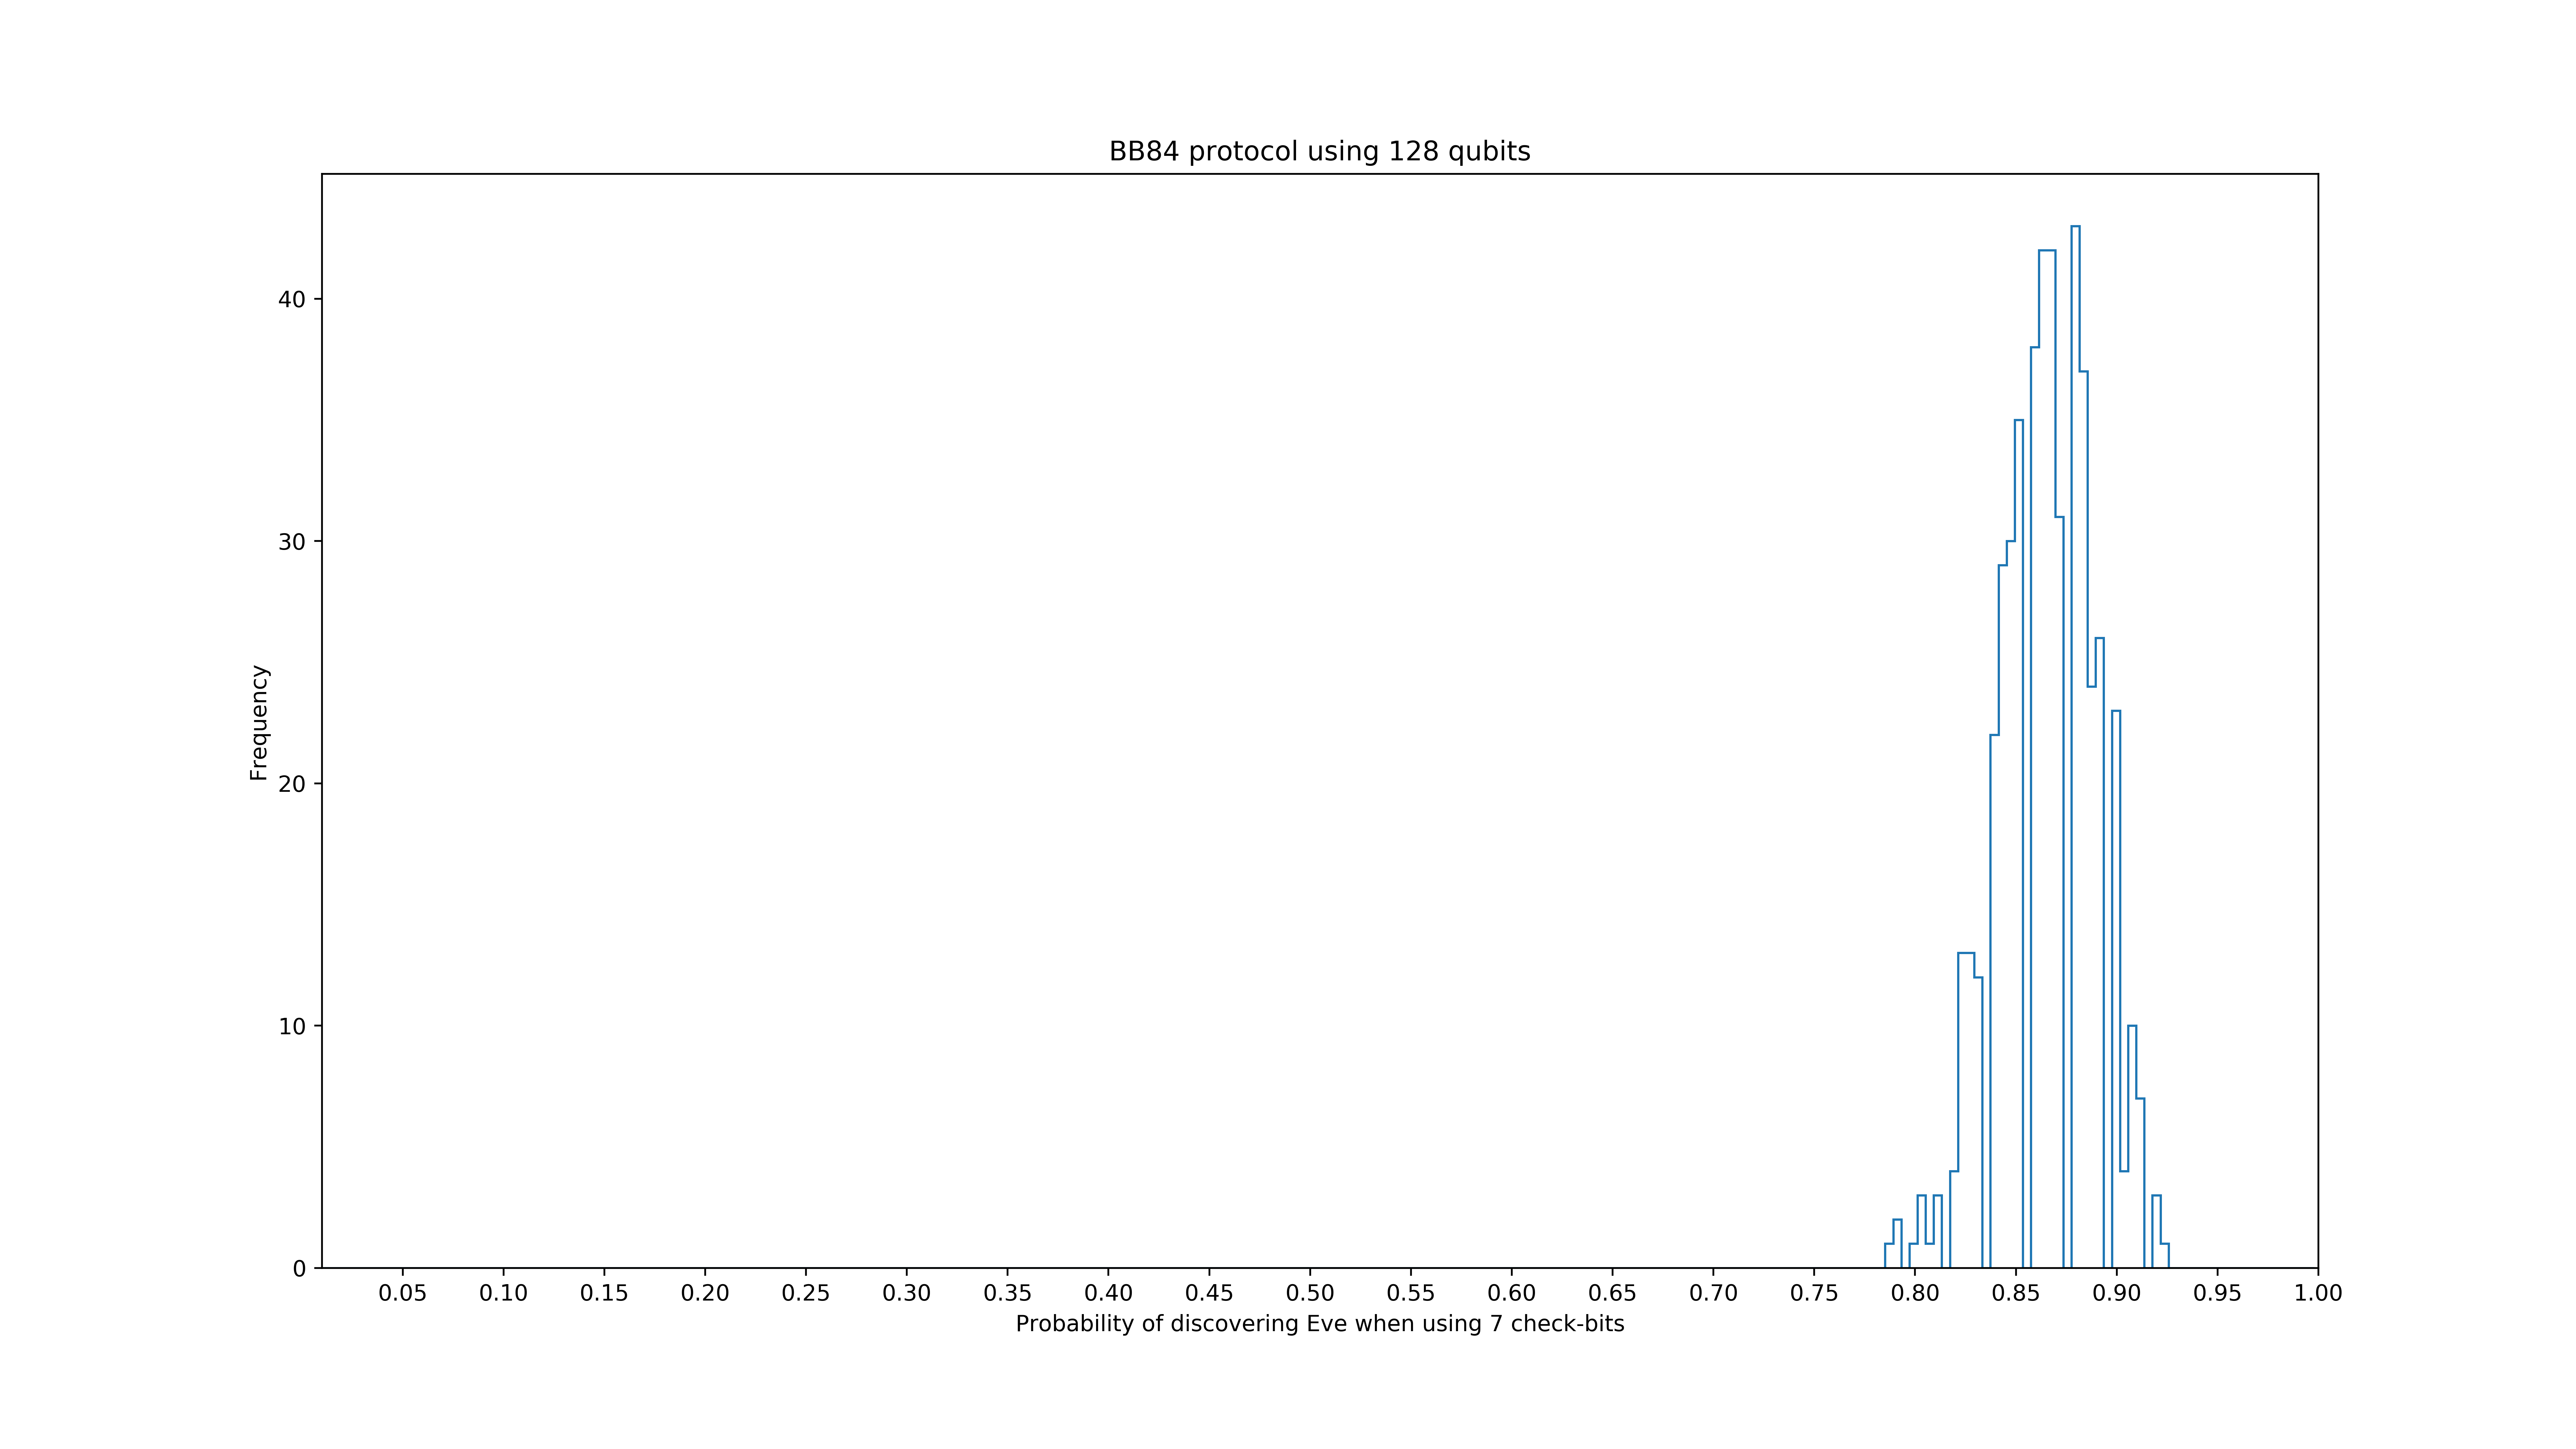 BB84 protocol using 128 qubits
40
30
20
10
0
Frequency
0.05 0.10 0.15 0.20 0.25 0.30 0.35 0.40 0.45 0.50 0.55 0.60 0.65 0.70 0.75 0.80 0.85 0.90 0.95 1.00
Probability of discovering Eve when using 7 check-bits